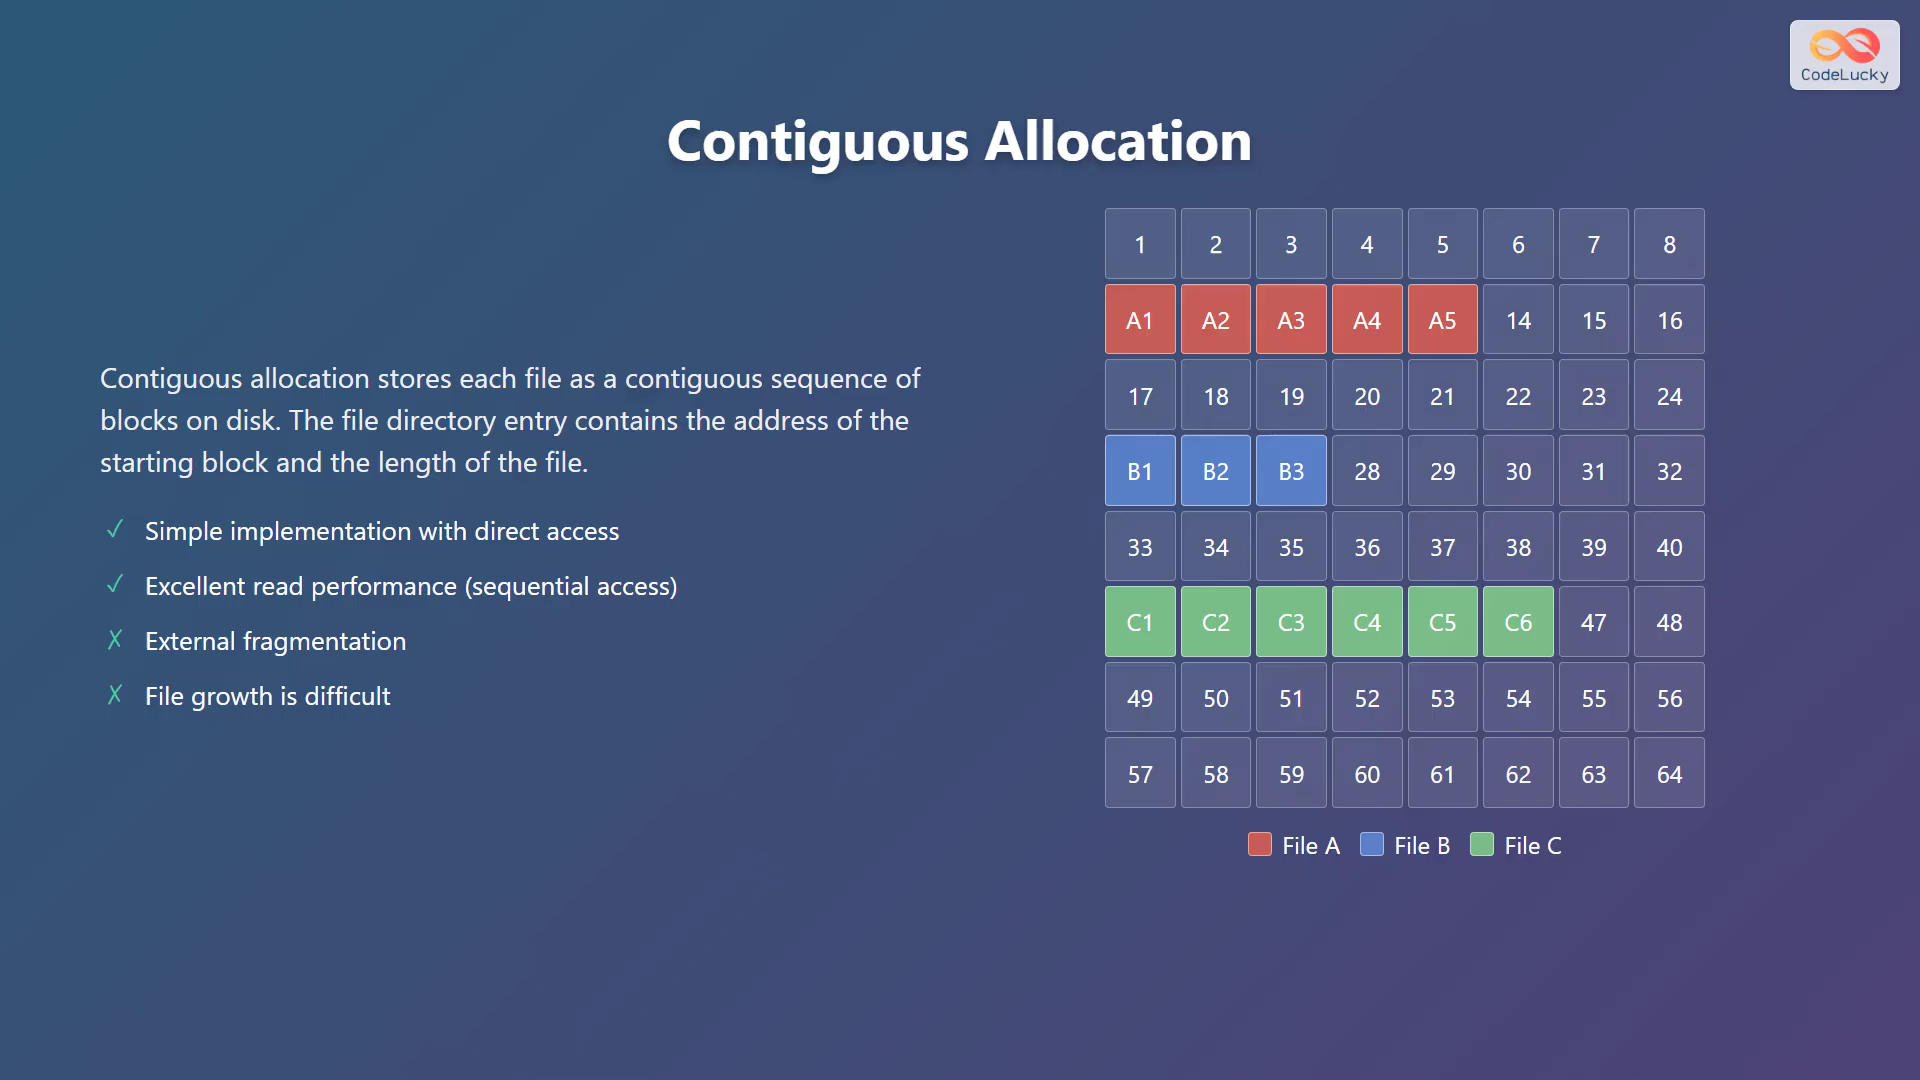 CodeLucky
Contiguous Allocation
Contiguous allocation stores each file as a contiguous sequence of
blocks on disk. The file directory entry contains the address of the
starting block and the length of the file.
✓ Simple implementation with direct access
✓ Excellent read performance (sequential access)
✗ External fragmentation
✗ File growth is difficult
1 2 3 4 5 6 7 8
A1 A2 A3 A4 A5 14 15 16
17 18 19 20 21 22 23 24
B1 B2 B3 28 29 30 31 32
33 34 35 36 37 38 39 40
C1 C2 C3 C4 C5 C6 47 48
49 50 51 52 53 54 55 56
57 58 59 60 61 62 63 64
File A File B File C